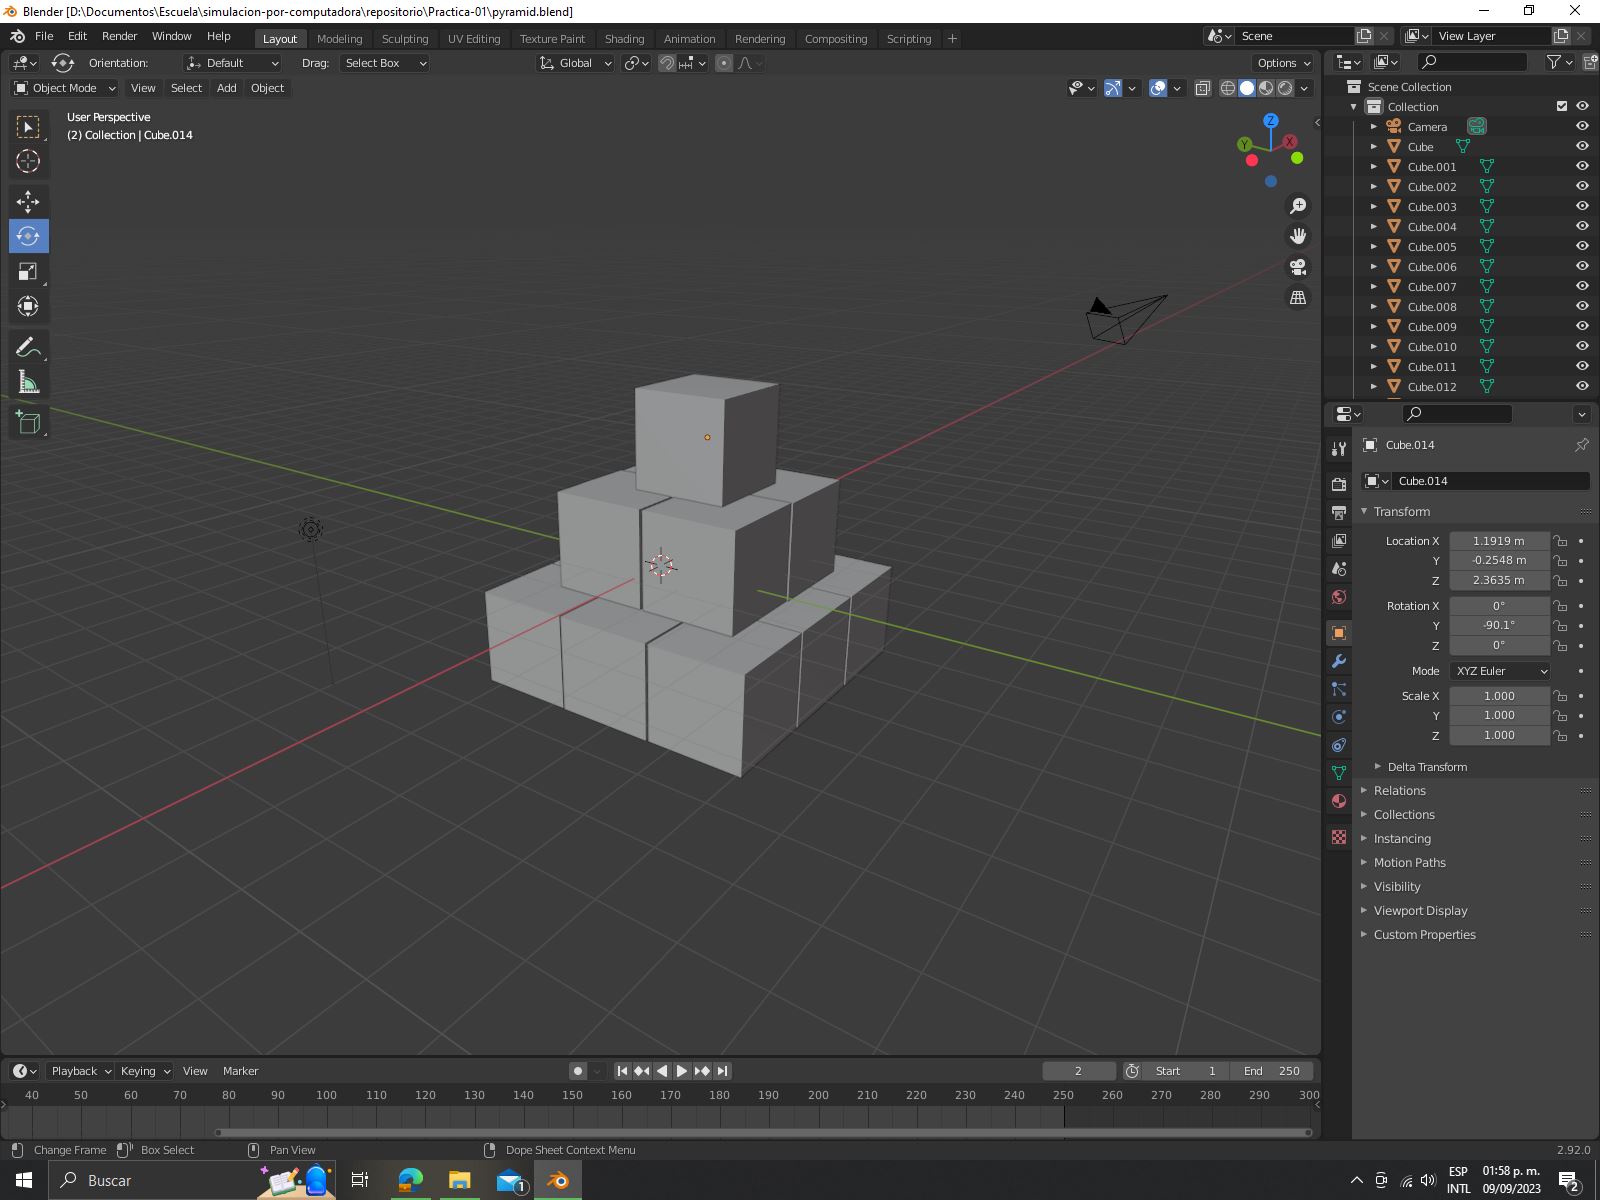 Blender [D:\Documentos\Escuela\simulacion-por-computadora\repositorio\Practica-01\pyramid.blend]
File Edit Render Window Help Layout Modeling Sculpting UV Editing Texture Paint Shading Animation Rendering Compositing Scripting + Scene View Layer
Orientation: Default Drag: Select Box Global Options
Object Mode View Select Add Object
User Perspective
(2) Collection | Cube.014
Z
Y
X
Scene Collection
Collection
Camera
Cube
Cube.001
Cube.002
Cube.003
Cube.004
Cube.005
Cube.006
Cube.007
Cube.008
Cube.009
Cube.010
Cube.011
Cube.012
Cube.014
Cube.014
Transform
Location X 1.1919 m
Y -0.2548 m
Z 2.3635 m
Rotation X 0°
Y -90.1°
Z 0°
Mode XYZ Euler
Scale X 1.000
Y 1.000
Z 1.000
Delta Transform
Relations
Collections
Instancing
Motion Paths
Visibility
Viewport Display
Custom Properties
Playback Keying View Marker 2 Start 1 End 250
40 50 60 70 80 90 100 110 120 130 140 150 160 170 180 190 200 210 220 230 240 250 260 270 280 290 300
Change Frame Box Select Pan View Dope Sheet Context Menu 2.92.0
Buscar 1 ESP 01:58 p. m.
INTL 09/09/2023 2